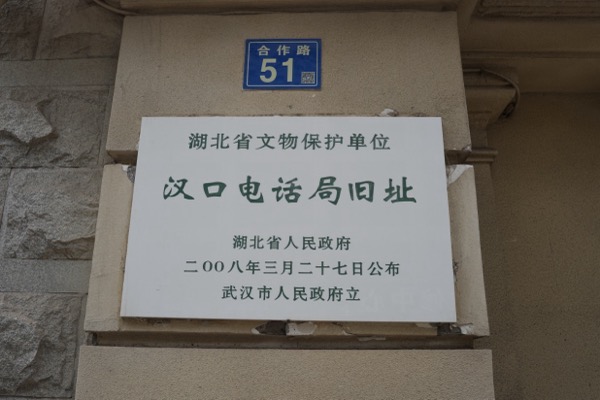 合作路
51
湖北省文物保护单位
汉口电话局旧址
湖北省人民政府
二〇〇八年三月二十七日公布
武汉市人民政府立